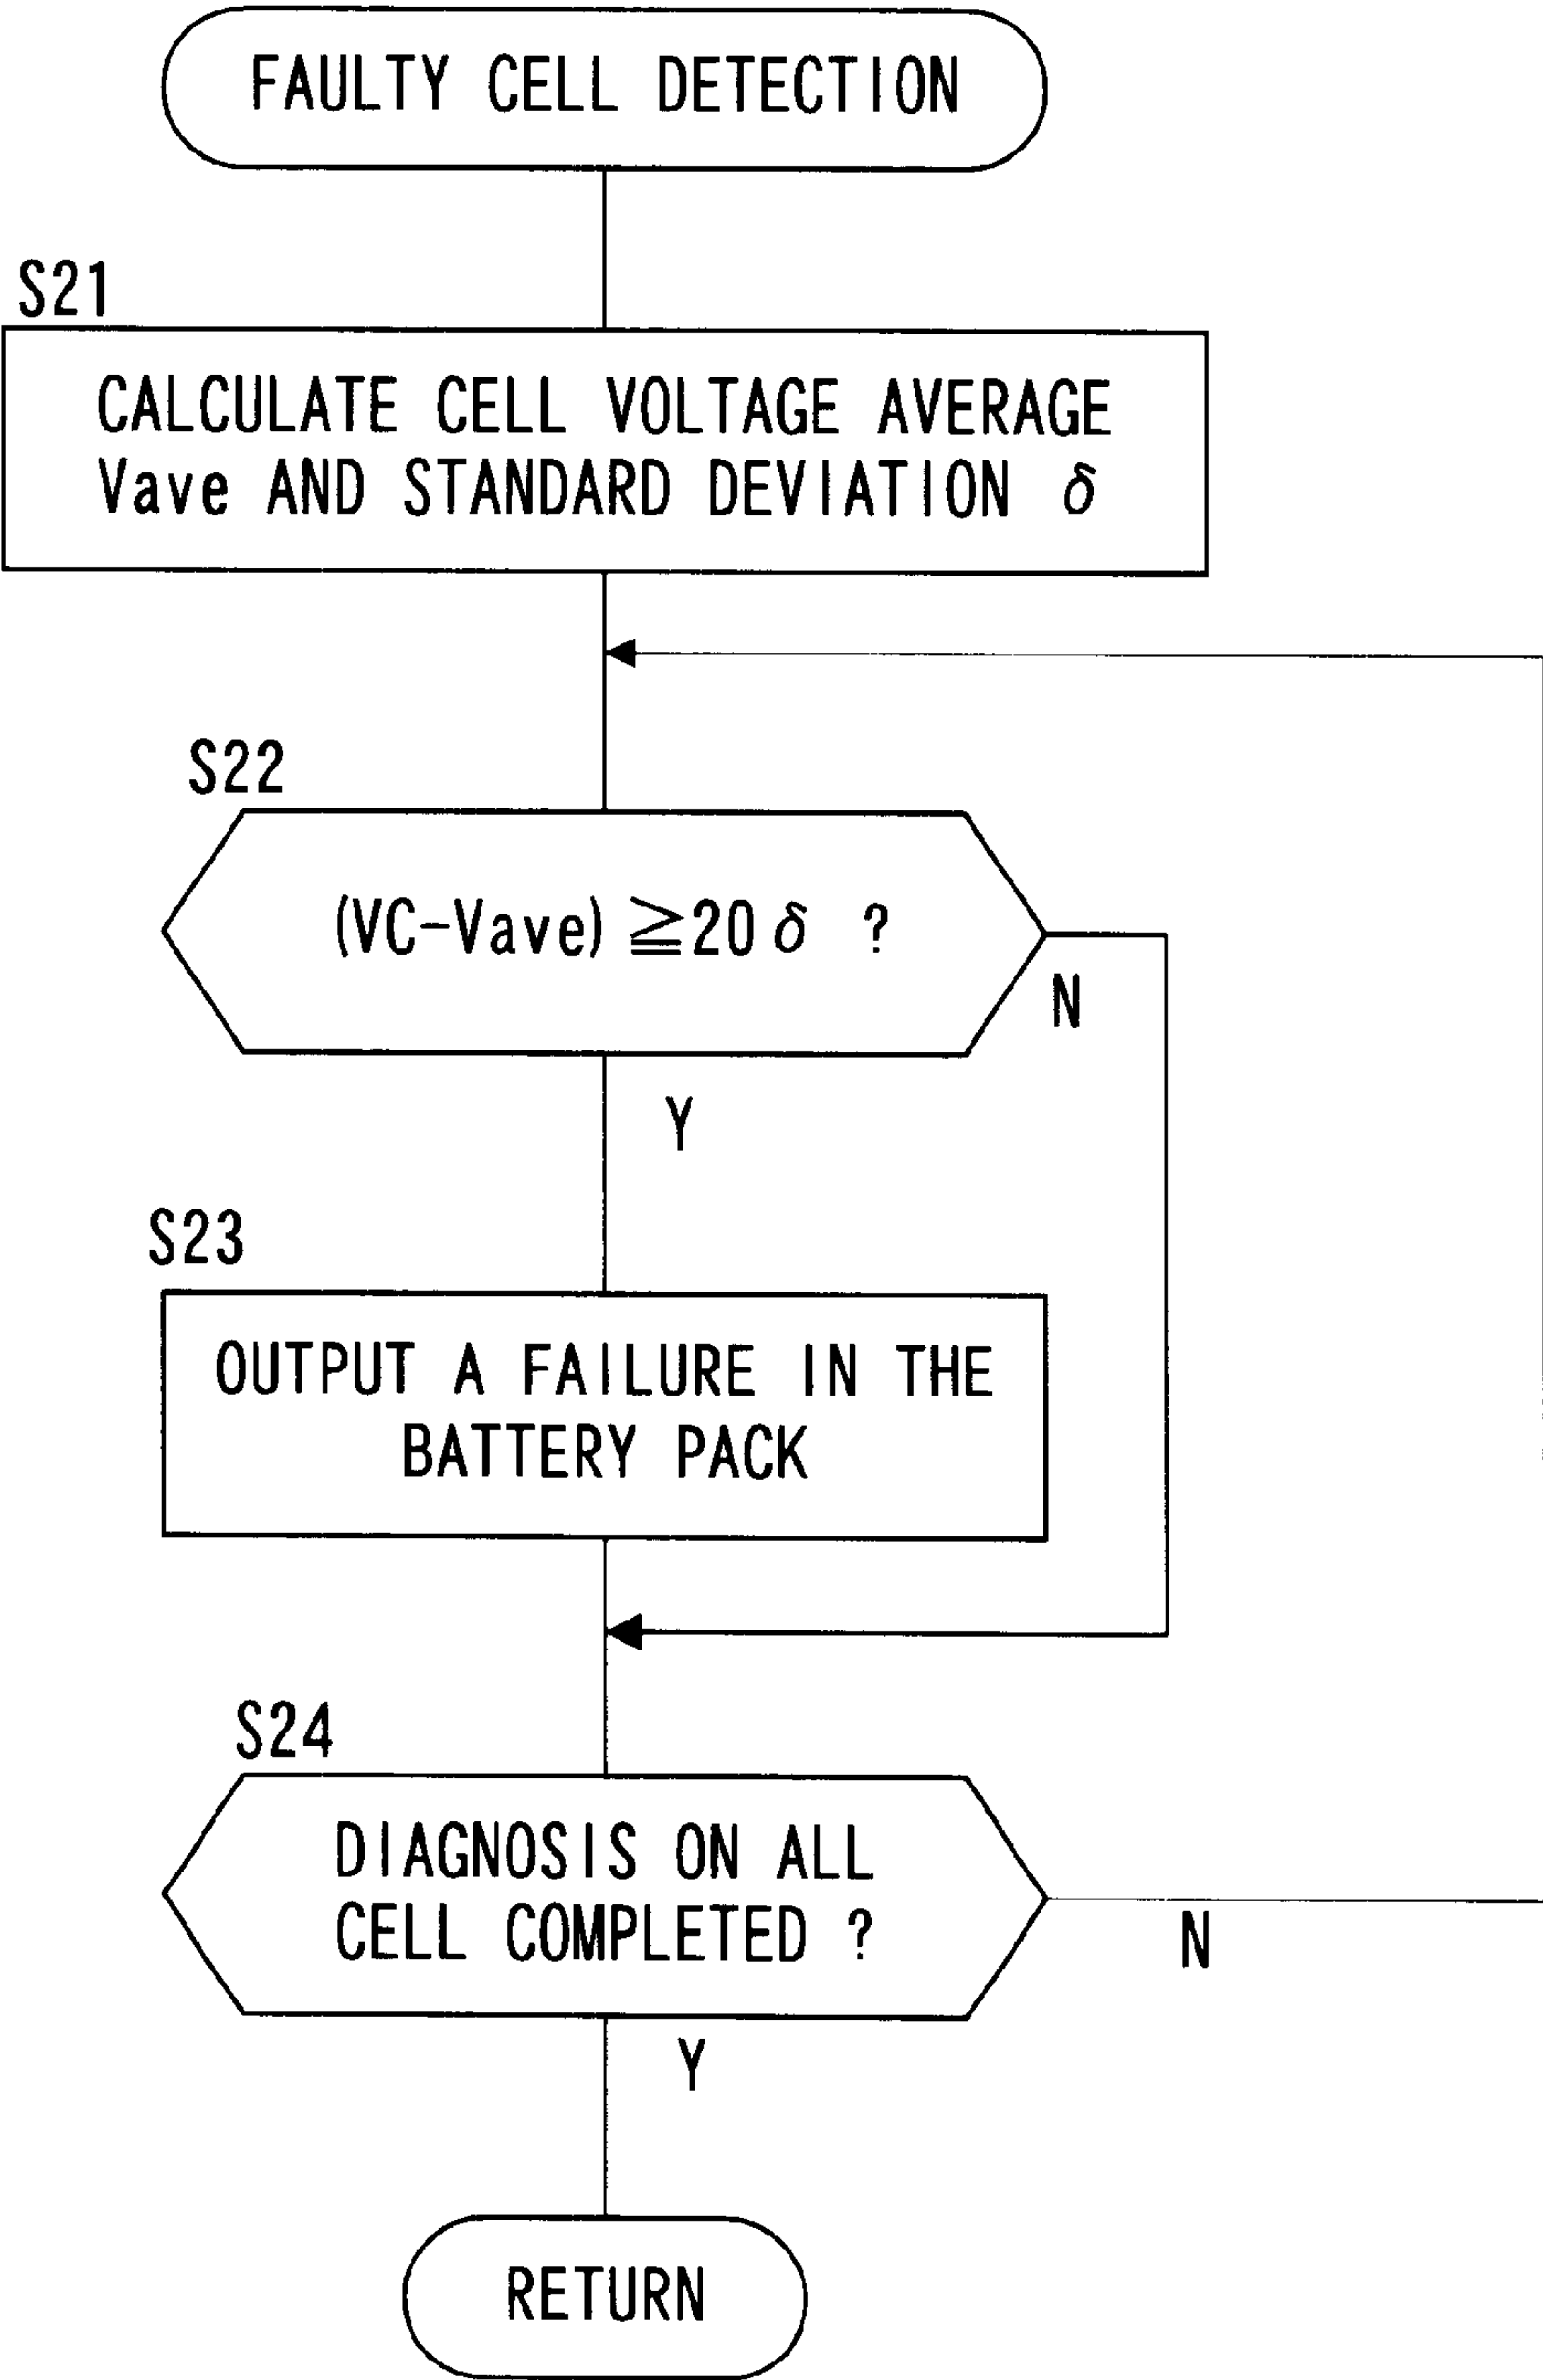 FAULTY CELL DETECTION
S21
CALCULATE CELL VOLTAGE AVERAGE
Vave AND STANDARD DEVIATION δ
S22
(VC-Vave) ≧20δ ?
N
Y
S23
OUTPUT A FAILURE IN THE
BATTERY PACK
S24
DIAGNOSIS ON ALL
CELL COMPLETED ?
N
Y
RETURN